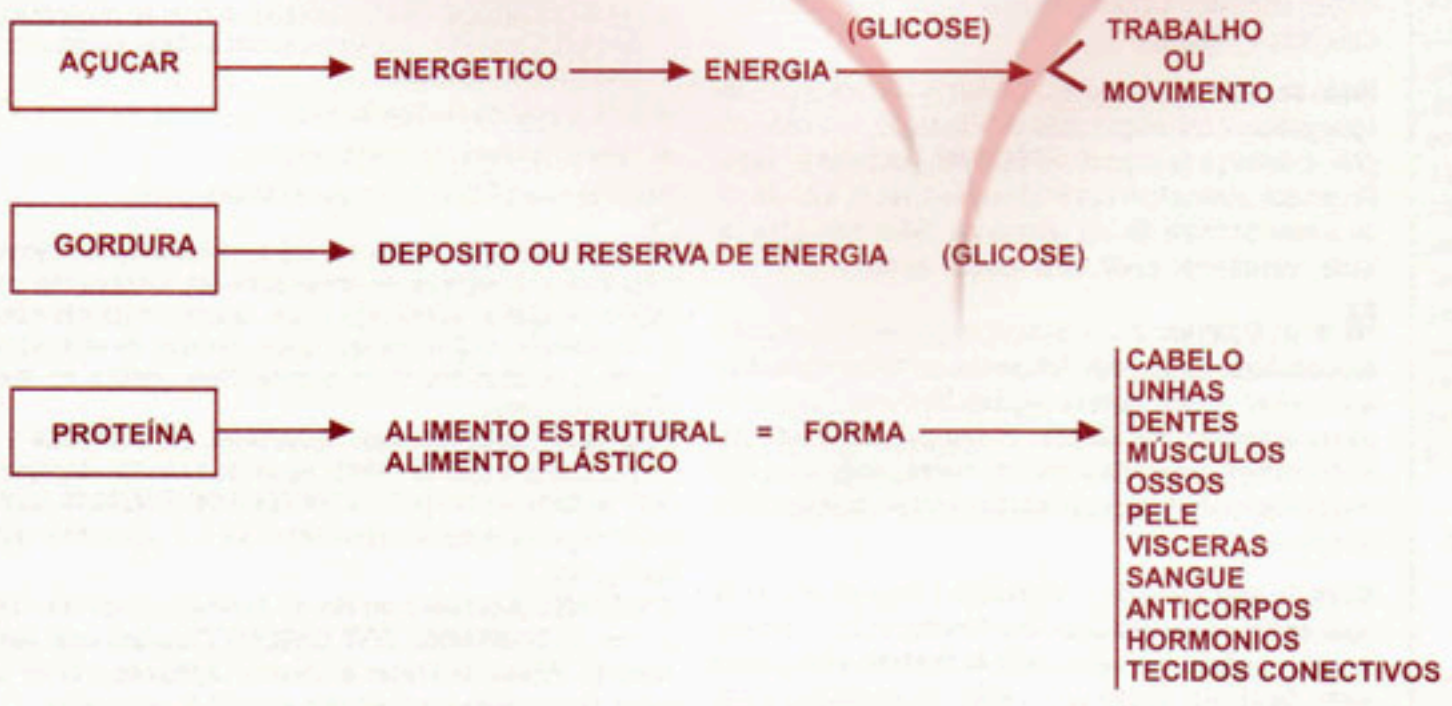 AÇUCAR ENERGETICO ENERGIA (GLICOSE) TRABALHO
OU
MOVIMENTO
GORDURA DEPOSITO OU RESERVA DE ENERGIA (GLICOSE)
PROTEÍNA ALIMENTO ESTRUTURAL = FORMA
ALIMENTO PLÁSTICO
CABELO
UNHAS
DENTES
MÚSCULOS
OSSOS
PELE
VISCERAS
SANGUE
ANTICORPOS
HORMONIOS
TECIDOS CONECTIVOS